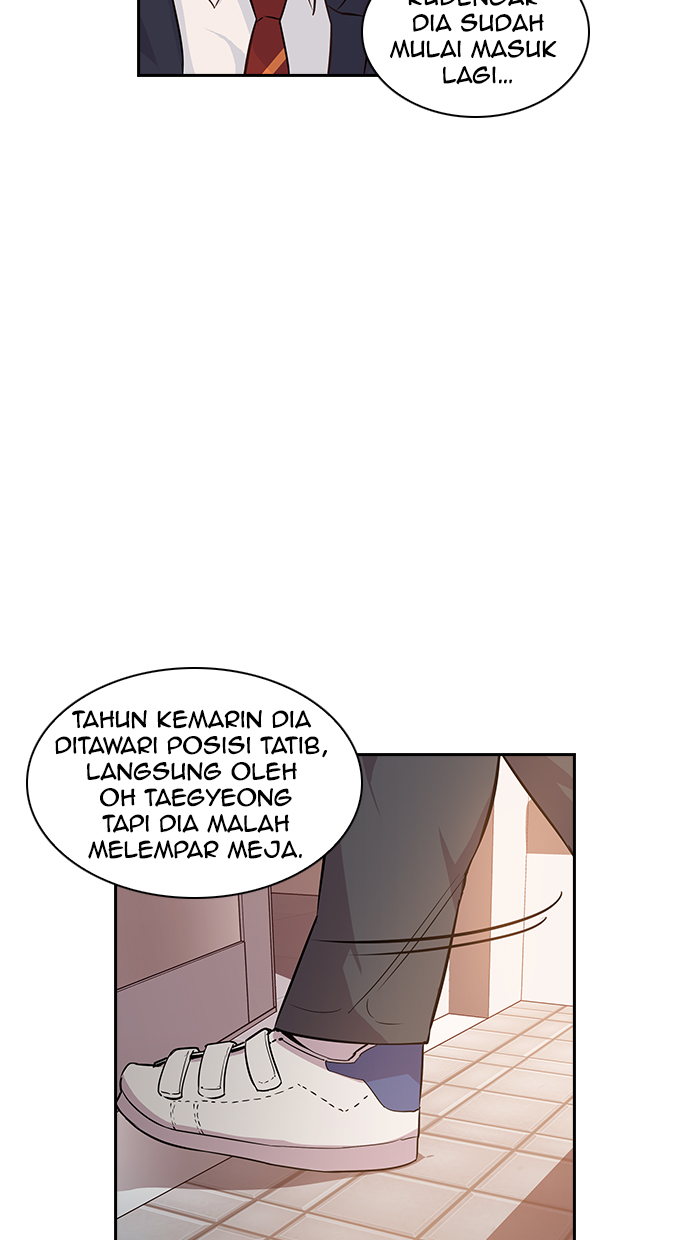 KUDENGAR
DIA SUDAH
MULAI MASUK
LAGI...
TAHUN KEMARIN DIA
DITAWARI POSISI TATIB,
LANGSUNG OLEH
OH TAEGYEONG
TAPI DIA MALAH
MELEMPAR MEJA.